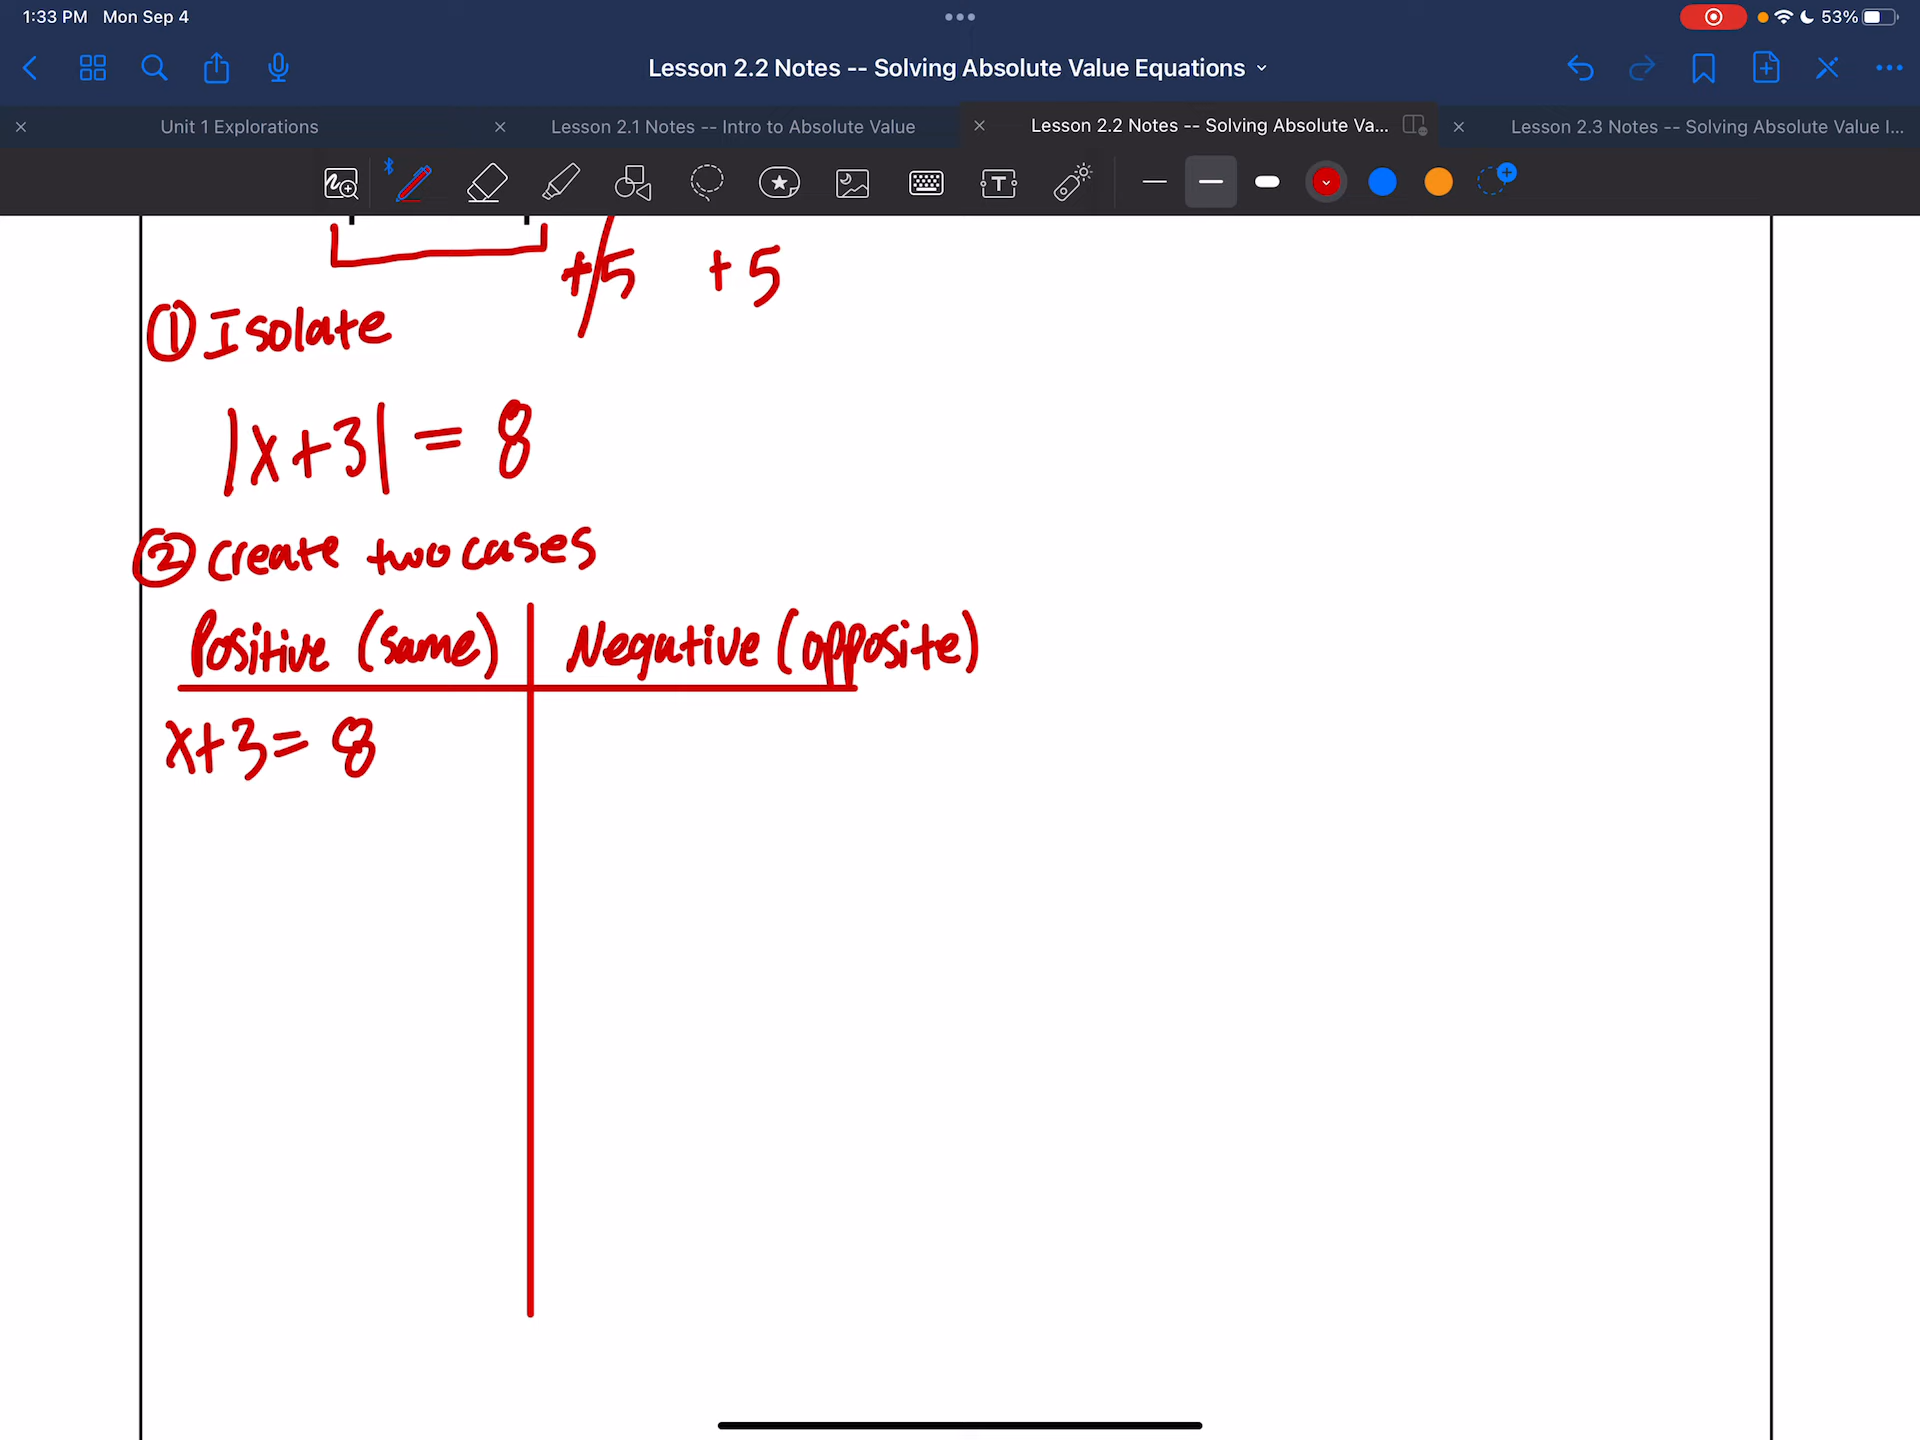 1:33 PM Mon Sep 4
53%
Lesson 2.2 Notes -- Solving Absolute Value Equations
Unit 1 Explorations
Lesson 2.1 Notes -- Intro to Absolute Value
Lesson 2.2 Notes -- Solving Absolute Va...
Lesson 2.3 Notes -- Solving Absolute Value I...
+5 +5
① Isolate
|x+3| = 8
② Create two cases
Positive (same) Negative (opposite)
x+3 = 8